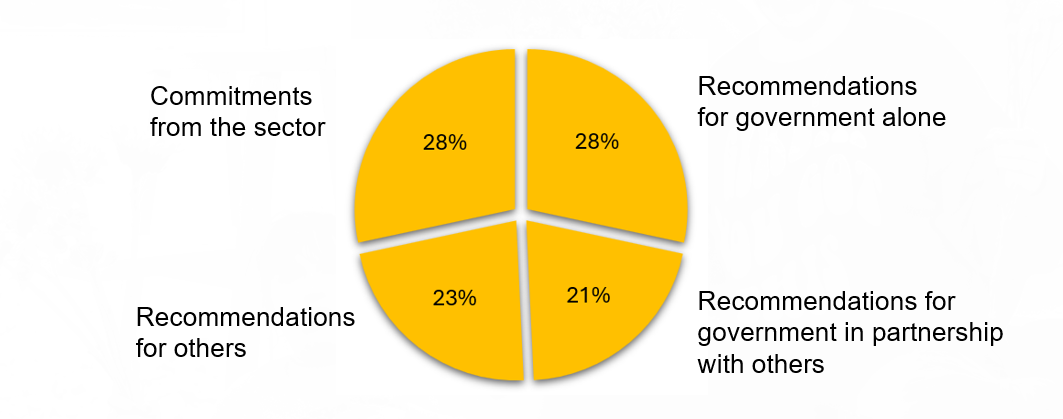 Commitments
from the sector
28%
28%
Recommendations
for government alone
Recommendations
for others
23%
21%
Recommendations for
government in partnership
with others